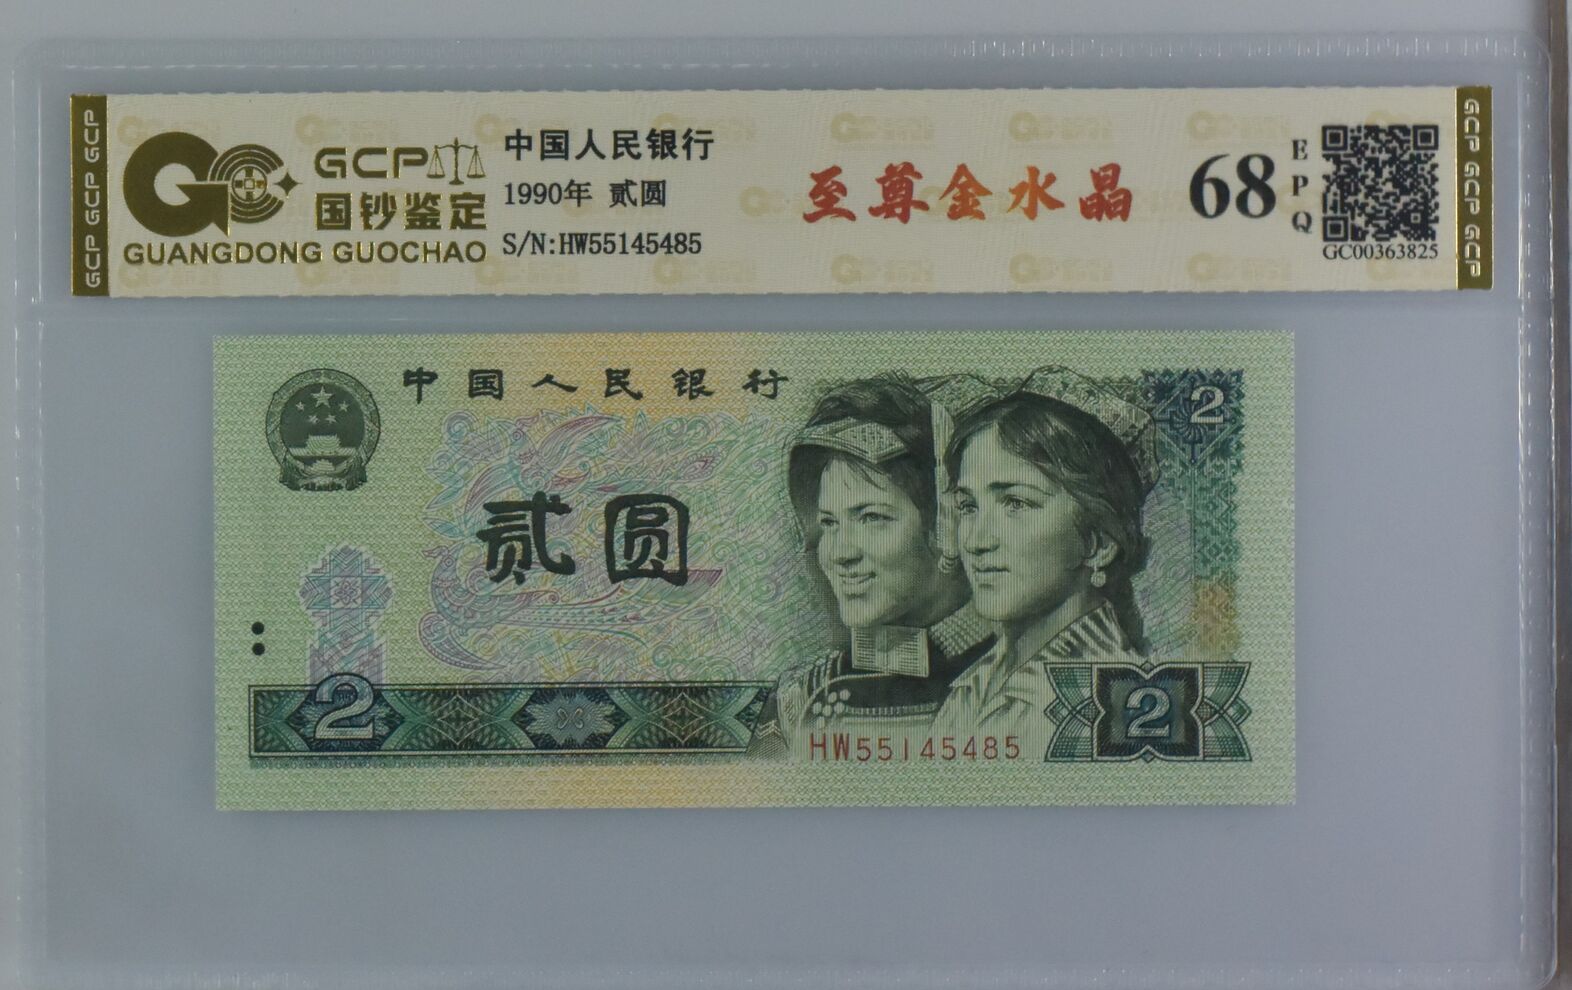 GCP GCP GCP
GCP
国钞鉴定
GUANGDONG GUOCHAO
中国人民银行
1990年 贰圆
S/N:HW55145485
至尊金水晶
68
EPQ
GC00363825
GCP GCP GCP
中国人民银行
2
贰圆
2
HW55145485
2